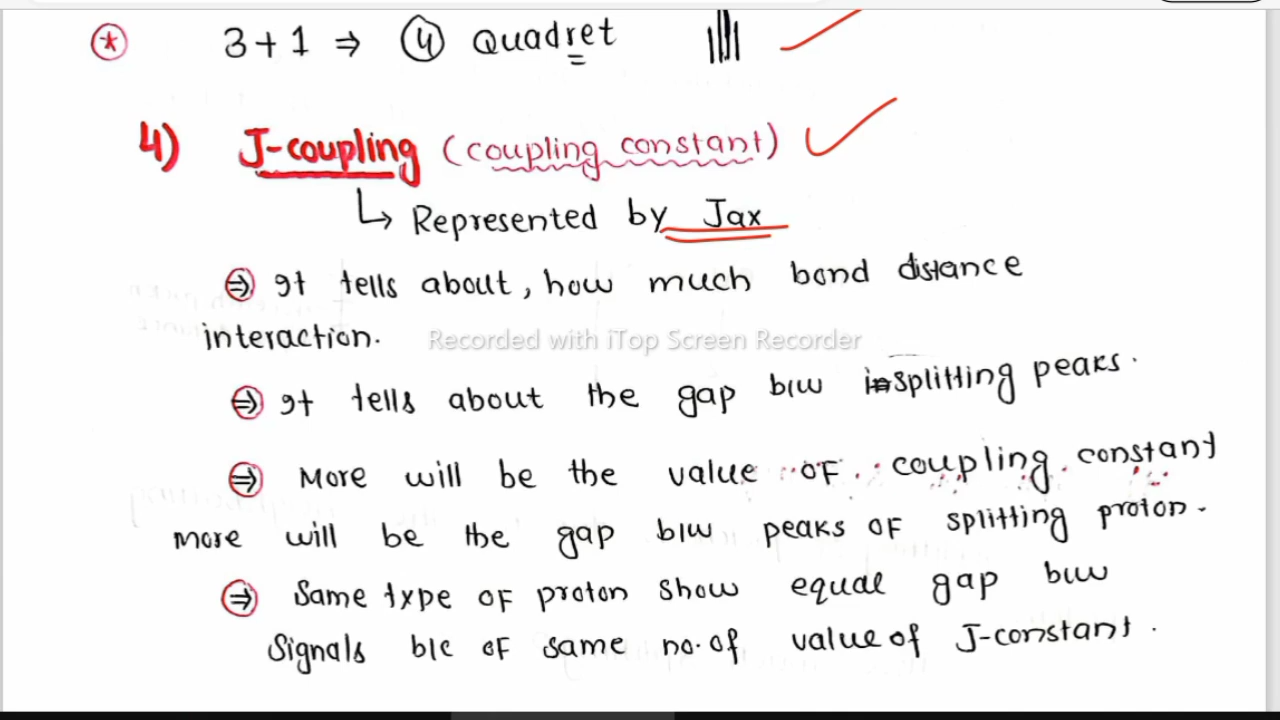 * 3+1 ⇒ 4 Quadret
4) J-coupling (coupling constant)
↳ Represented by Jax
⇒ It tells about, how much bond distance
interaction.
Recorded with iTop Screen Recorder
⇒ It tells about the gap b/w splitting peaks.
⇒ More will be the value of coupling constant
more will be the gap b/w peaks of splitting proton.
⇒ Same type of proton show equal gap b/w
Signals b/c of same no. of value of J-constant.